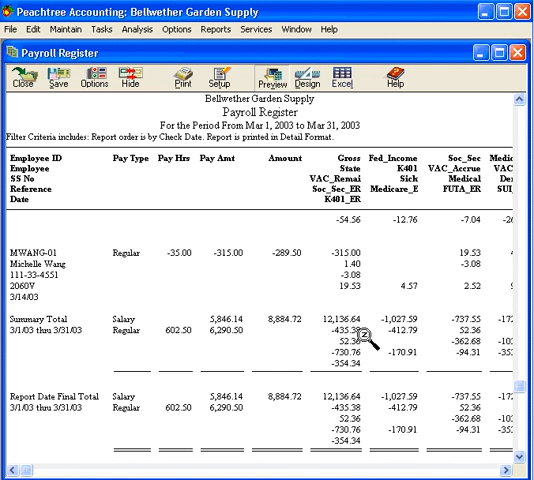 Peachtree Accounting: Bellwether Garden Supply
File Edit Maintain Tasks Analysis Options Reports Services Window Help
Payroll Register
Close Save Options Hide Print Setup Preview Design Excel Help
Bellwether Garden Supply
Payroll Register
For the Period From Mar 1, 2003 to Mar 31, 2003
Filter Criteria includes: Report order is by Check Date. Report is printed in Detail Format.
Employee ID Pay Type Pay Hrs Pay Amt Amount Gross Fed_Income Soc_Sec Medic
Employee State K401 VAC_Accrue VAC_
SS No VAC_Remai Sick Medical De
Reference Soc_Sec_ER Medicare_E FUTA_ER SUI_
Date K401_ER
-54.56 -12.76 -7.04 -26
MWANG-01 Regular -35.00 -315.00 -289.50 -315.00 19.53
Michelle Wang 1.40 -3.08
111-33-4551 -3.08
2060V 19.53 4.57 2.52
3/14/03
Summary Total Salary 5,846.14 8,884.72 12,136.64 -1,027.59 -737.55 -172
3/1/03 thru 3/31/03 Regular 602.50 6,290.50 -435.38 -412.79 52.36
52.36 -362.68 -103
-730.76 -170.91 -94.31 -353
-354.34
Report Date Final Total Salary 5,846.14 8,884.72 12,136.64 -1,027.59 -737.55 -172
3/1/03 thru 3/31/03 Regular 602.50 6,290.50 -435.38 -412.79 52.36
52.36 -362.68 -103
-730.76 -170.91 -94.31 -353
-354.34